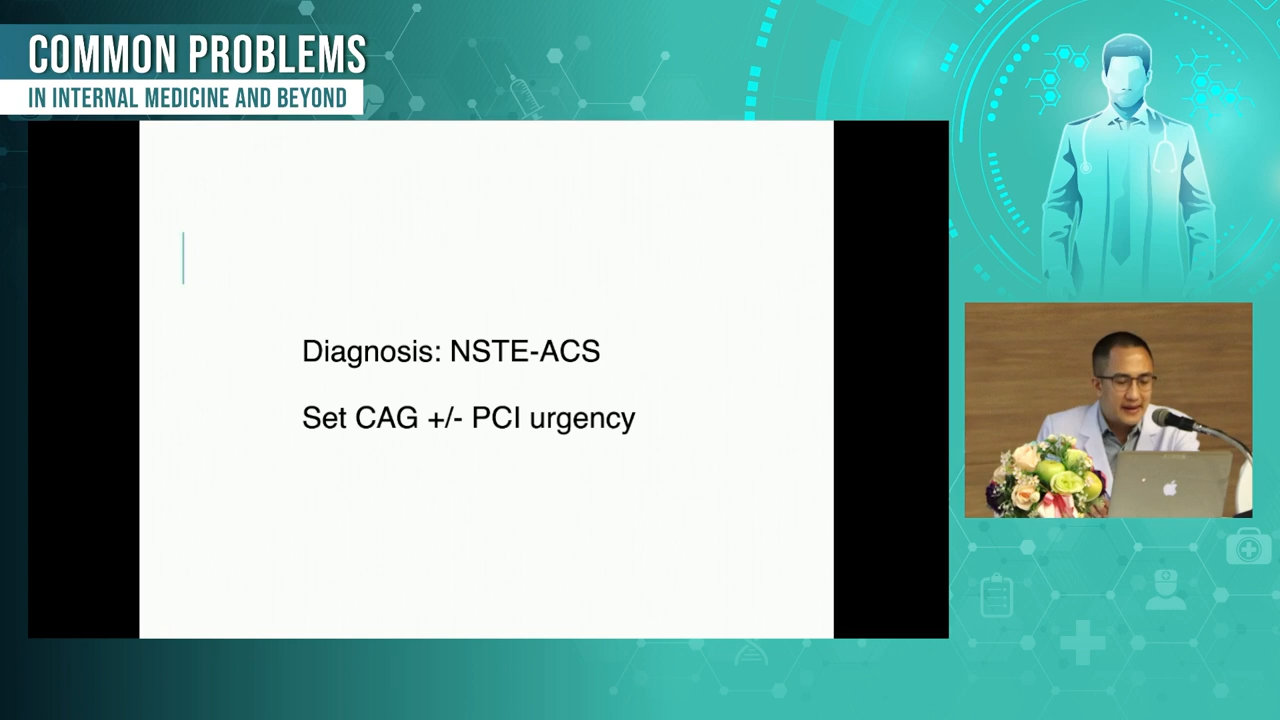 COMMON PROBLEMS
IN INTERNAL MEDICINE AND BEYOND
Diagnosis: NSTE-ACS
Set CAG +/- PCI urgency